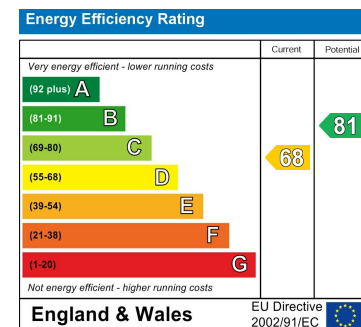 Energy Efficiency Rating
Current Potential
Very energy efficient - lower running costs
(92 plus) A
(81-91) B
81
(69-80) C
68
(55-68) D
(39-54) E
(21-38) F
(1-20) G
Not energy efficient - higher running costs
England & Wales
EU Directive
2002/91/EC